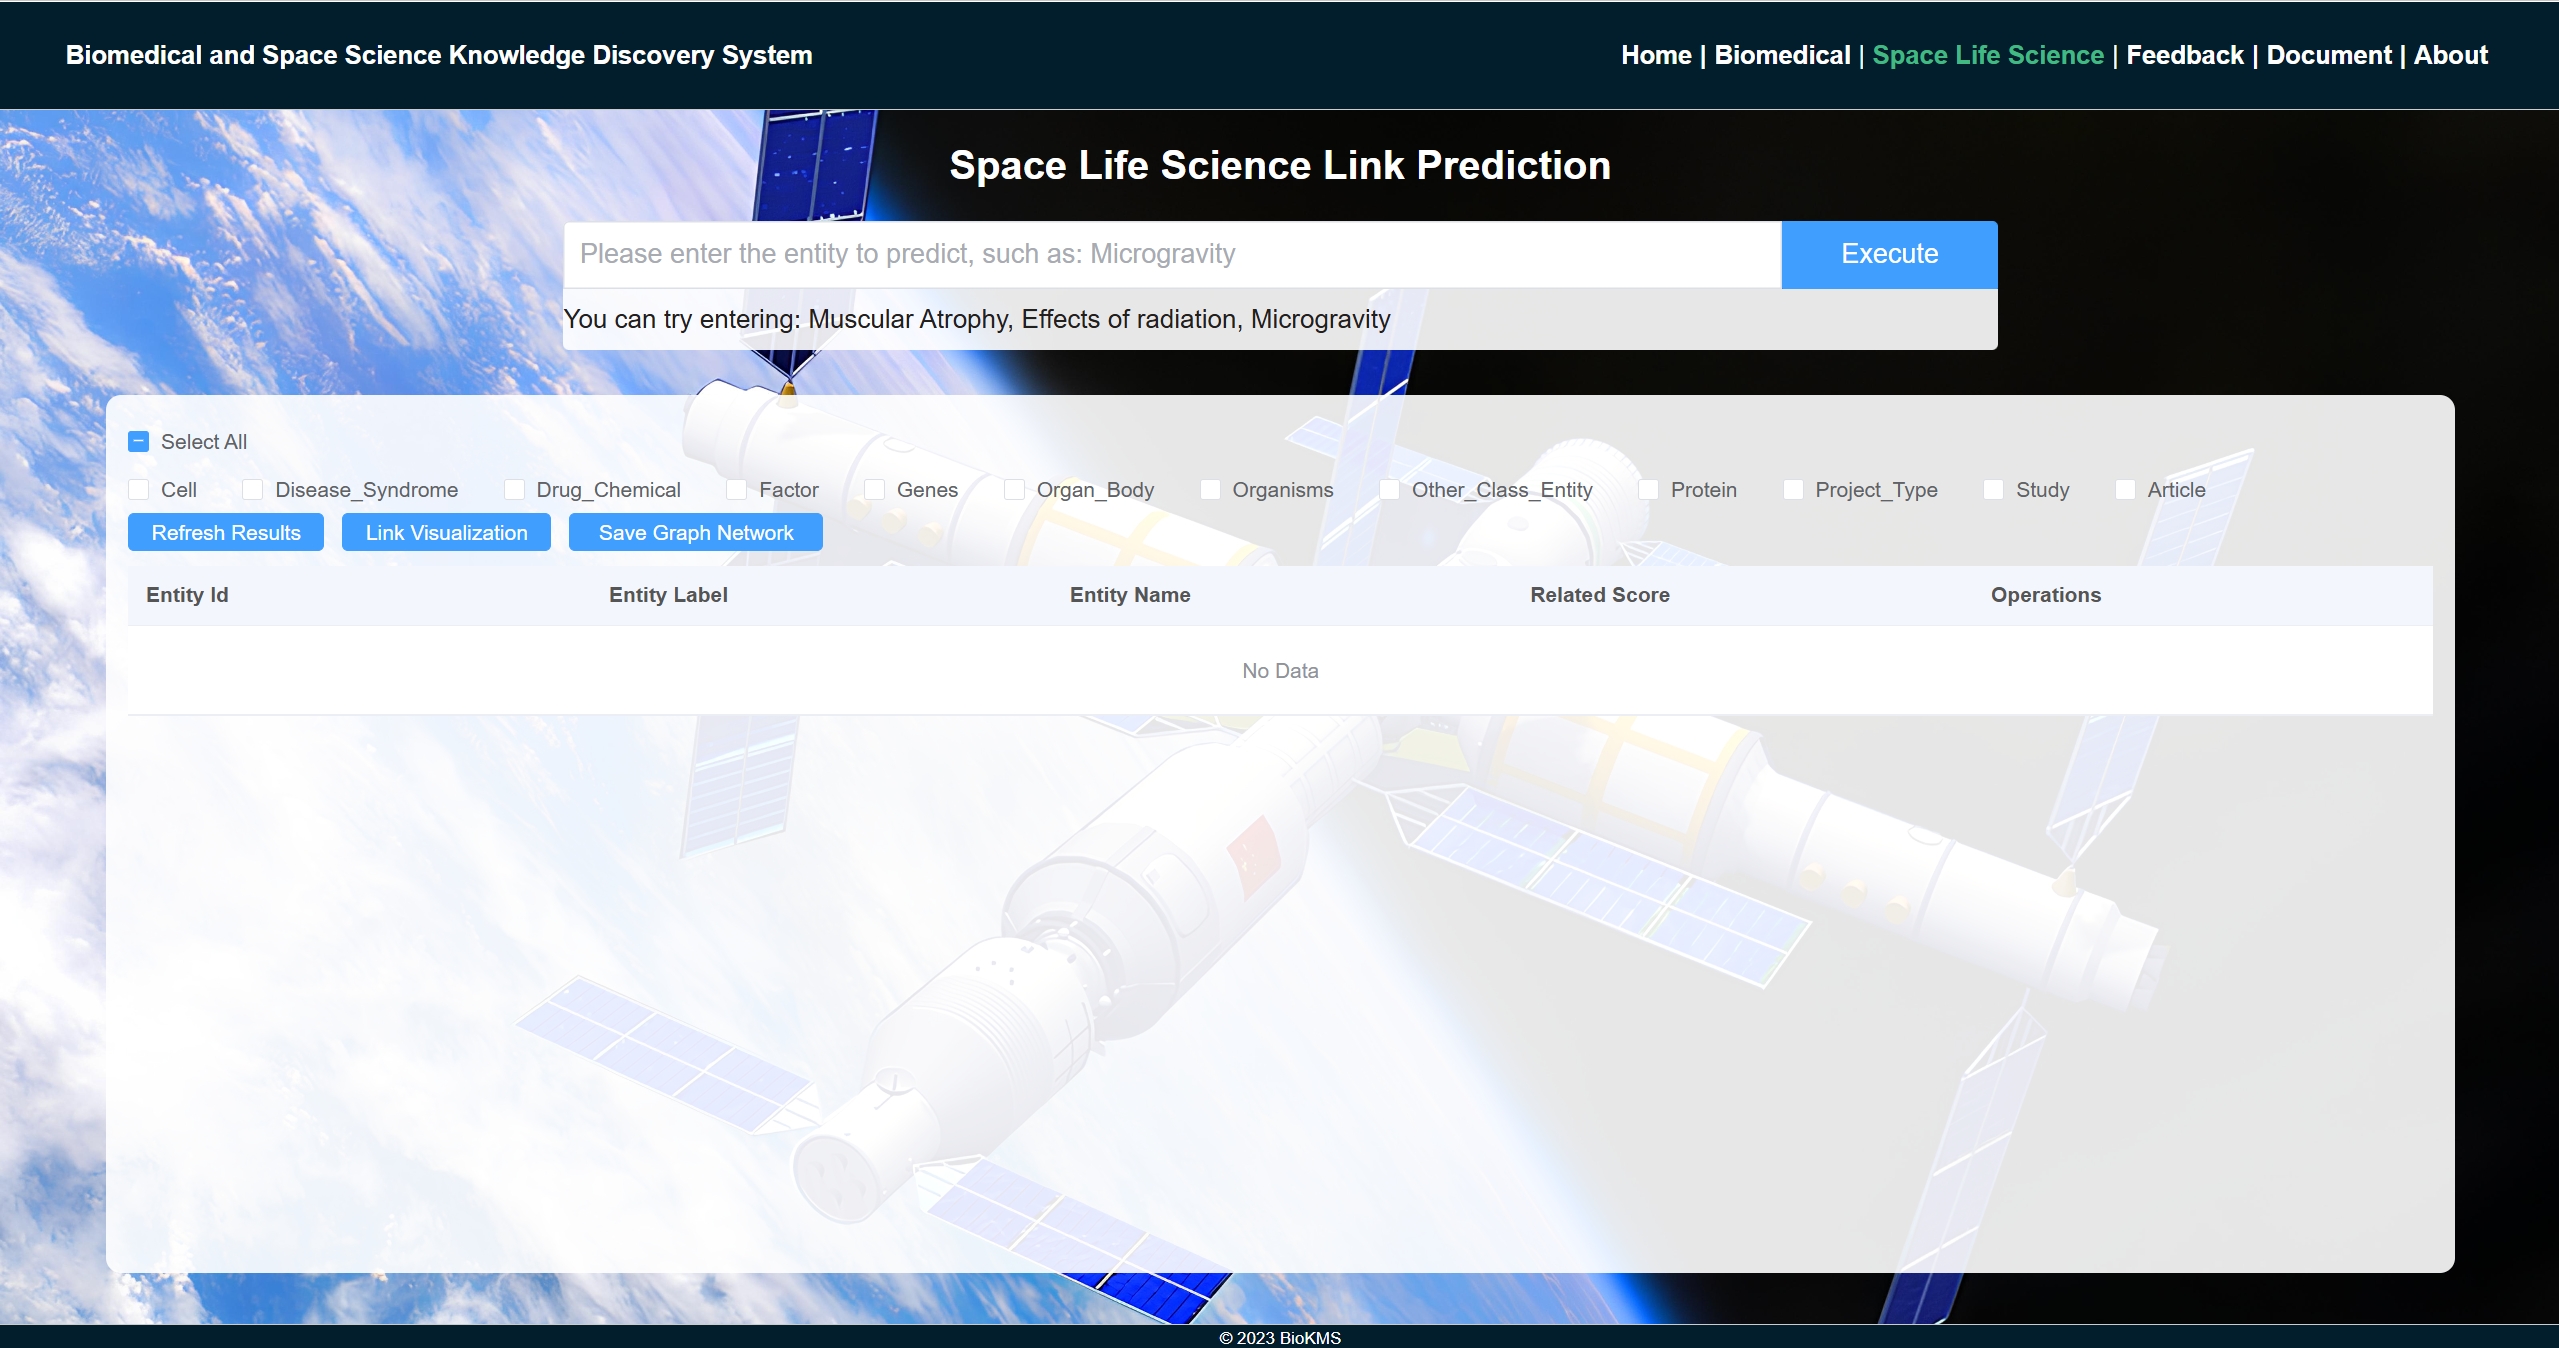 Biomedical and Space Science Knowledge Discovery System
Home | Biomedical | Space Life Science | Feedback | Document | About
Space Life Science Link Prediction
Please enter the entity to predict, such as: Microgravity
Execute
You can try entering: Muscular Atrophy, Effects of radiation, Microgravity
Select All
Cell Disease_Syndrome Drug_Chemical Factor Genes Organ_Body Organisms Other_Class_Entity Protein Project_Type Study Article
Refresh Results Link Visualization Save Graph Network
Entity Id Entity Label Entity Name Related Score Operations
No Data
© 2023 BioKMS